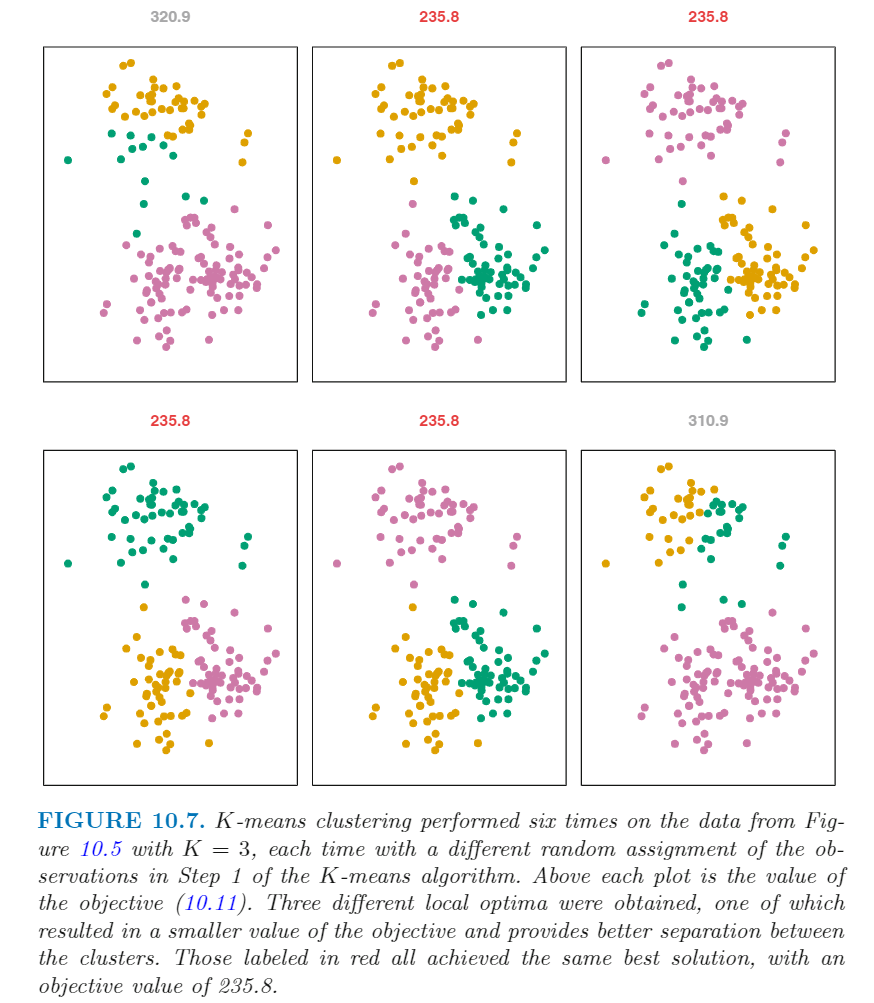 320.9
235.8
235.8
235.8
235.8
310.9
FIGURE 10.7. K-means clustering performed six times on the data from Fig-
ure 10.5 with K = 3, each time with a different random assignment of the ob-
servations in Step 1 of the K-means algorithm. Above each plot is the value of
the objective (10.11). Three different local optima were obtained, one of which
resulted in a smaller value of the objective and provides better separation between
the clusters. Those labeled in red all achieved the same best solution, with an
objective value of 235.8.